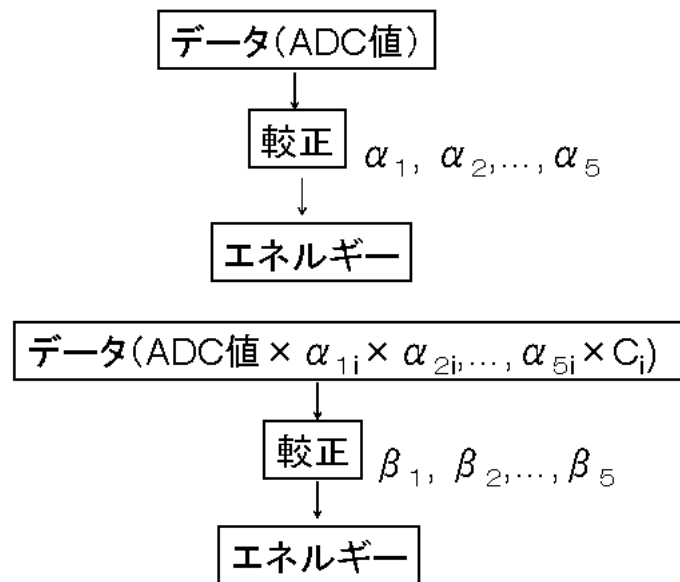 データ(ADC値)
較正 α₁, α₂,..., α₅
エネルギー
データ(ADC値× α₁ᵢ× α₂ᵢ,..., α₅ᵢ×Cᵢ)
較正 β₁, β₂,..., β₅
エネルギー